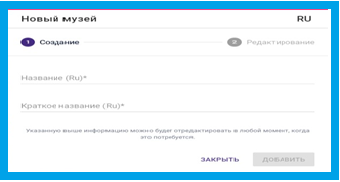 Новый музей RU
1 Создание 2 Редактирование
Название (Ru)*
Краткое название (Ru)*
Указанную выше информацию можно будет отредактировать в любой момент, когда
это потребуется.
ЗАКРЫТЬ ДОБАВИТЬ